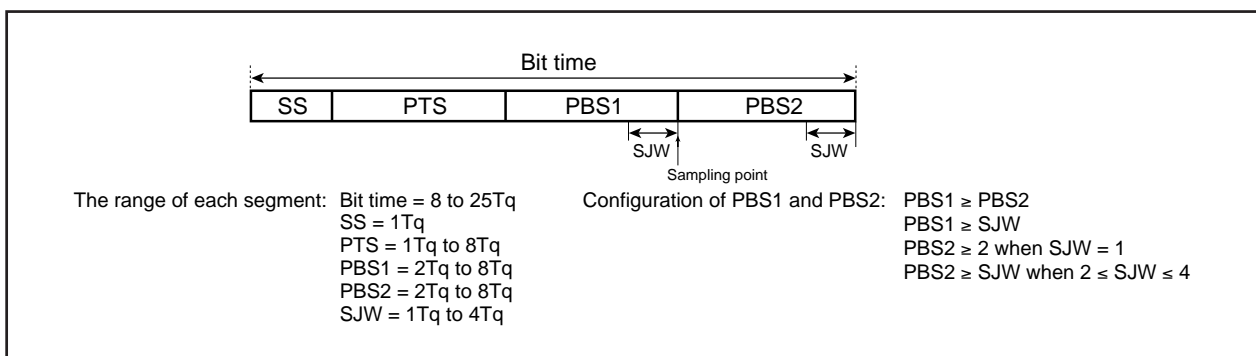 Bit time
SS PTS PBS1 PBS2
SJW SJW
Sampling point
The range of each segment: Bit time = 8 to 25Tq
SS = 1Tq
PTS = 1Tq to 8Tq
PBS1 = 2Tq to 8Tq
PBS2 = 2Tq to 8Tq
SJW = 1Tq to 4Tq
Configuration of PBS1 and PBS2: PBS1 ≥ PBS2
PBS1 ≥ SJW
PBS2 ≥ 2 when SJW = 1
PBS2 ≥ SJW when 2 ≤ SJW ≤ 4